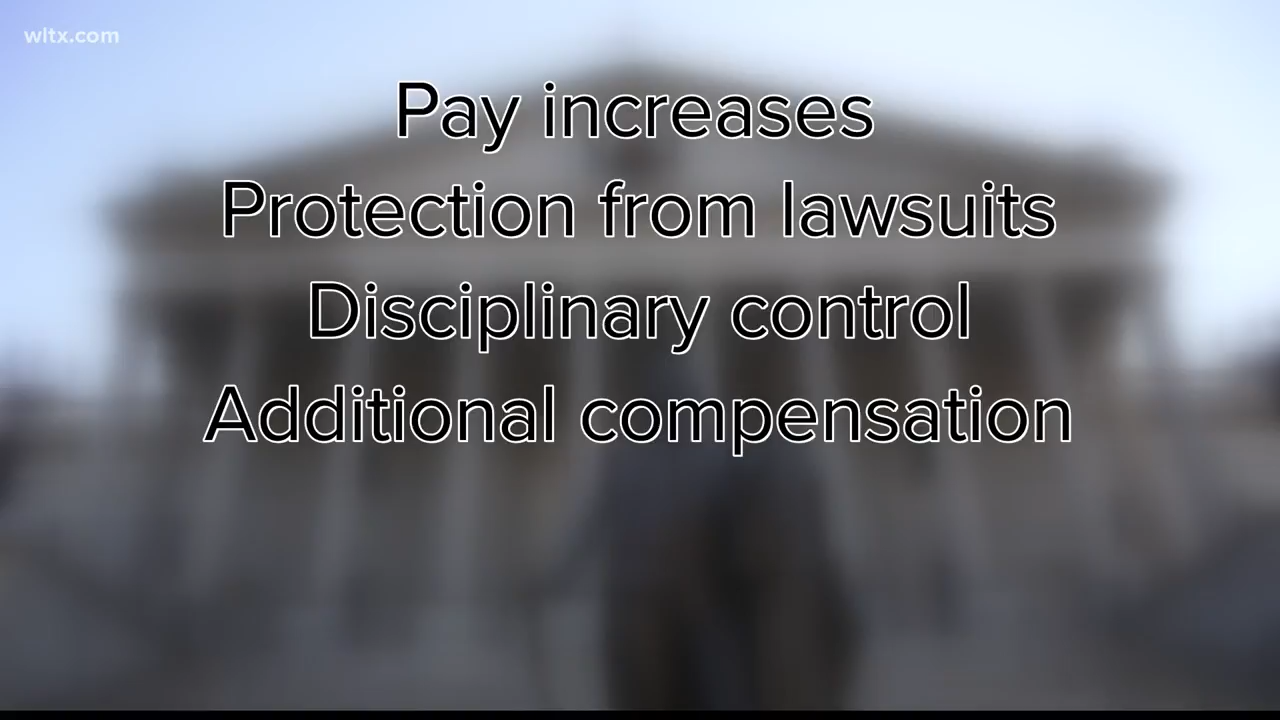 wltx.com
Pay increases
Protection from lawsuits
Disciplinary control
Additional compensation